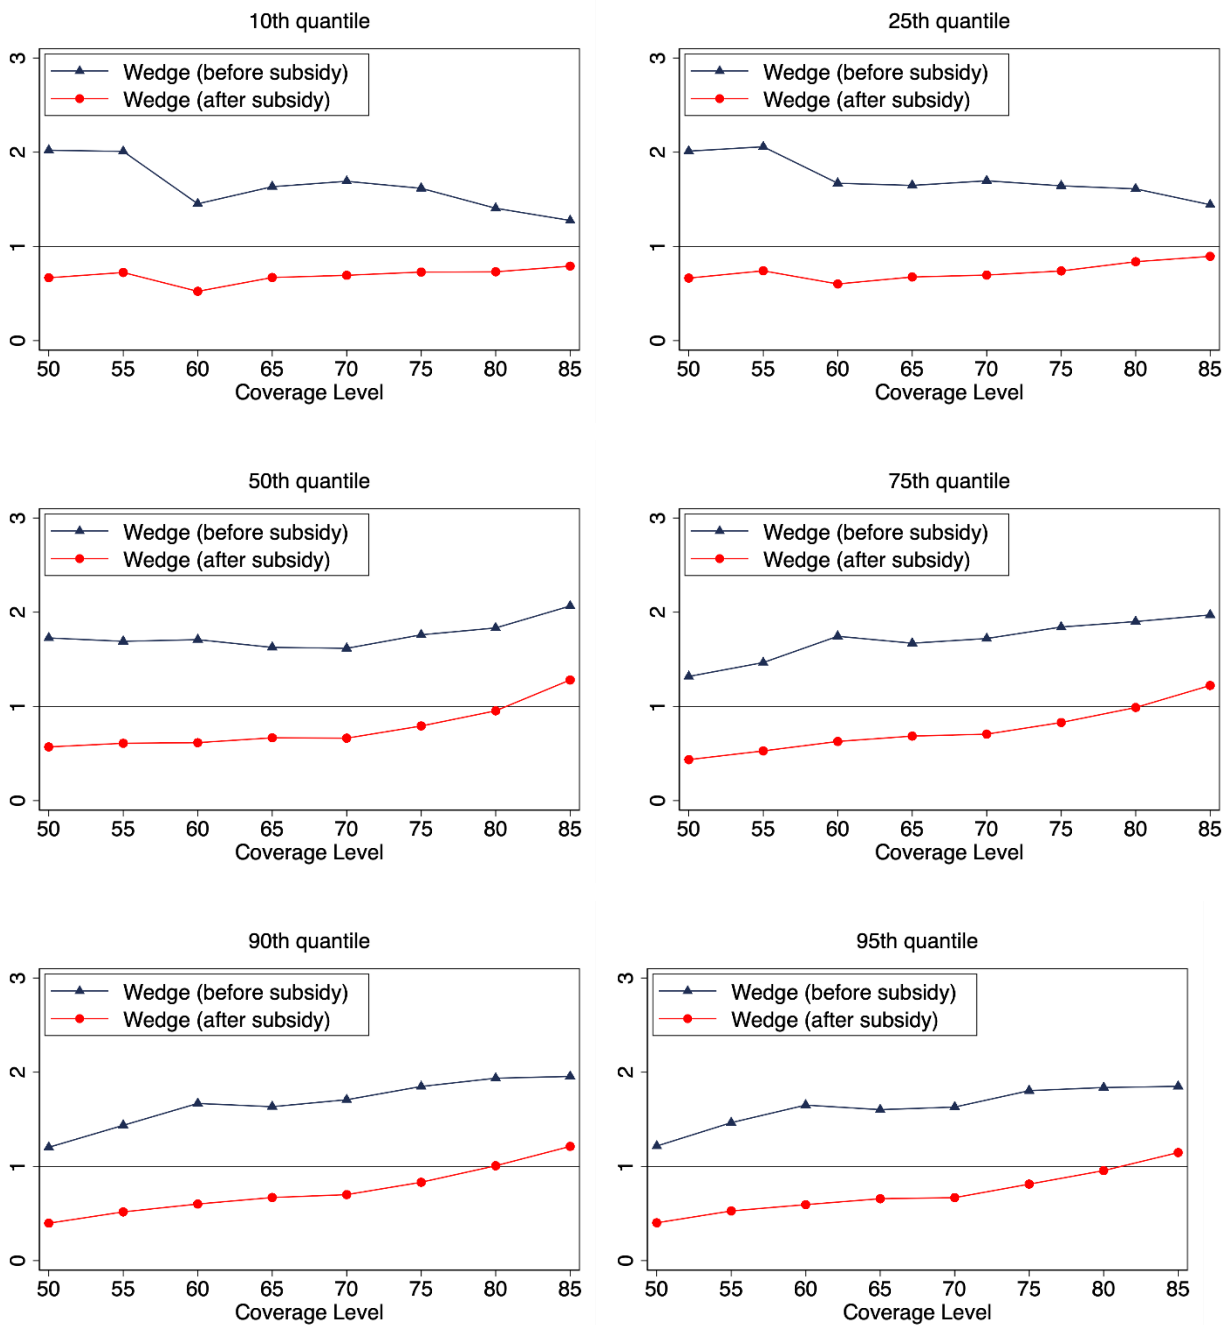 10th quantile
3
2
1
0
Wedge (before subsidy)
Wedge (after subsidy)
50 55 60 65 70 75 80 85
Coverage Level
25th quantile
3
2
1
0
Wedge (before subsidy)
Wedge (after subsidy)
50 55 60 65 70 75 80 85
Coverage Level
50th quantile
3
2
1
0
Wedge (before subsidy)
Wedge (after subsidy)
50 55 60 65 70 75 80 85
Coverage Level
75th quantile
3
2
1
0
Wedge (before subsidy)
Wedge (after subsidy)
50 55 60 65 70 75 80 85
Coverage Level
90th quantile
3
2
1
0
Wedge (before subsidy)
Wedge (after subsidy)
50 55 60 65 70 75 80 85
Coverage Level
95th quantile
3
2
1
0
Wedge (before subsidy)
Wedge (after subsidy)
50 55 60 65 70 75 80 85
Coverage Level